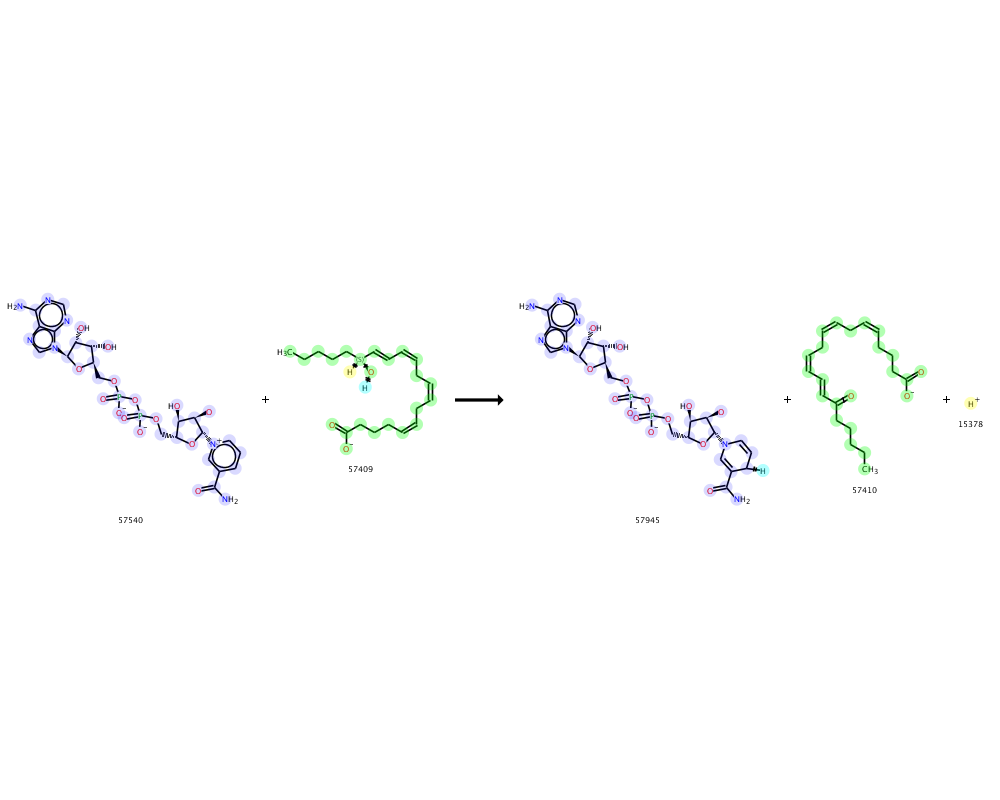 H₂N N N N N OH OH O O O P O⁻ O O P O⁻ O HO O O N⁺ O NH₂
57540
+
H₃C (S) H O H O O⁻
57409
H₂N N N N N OH OH O O O P O⁻ O O P O⁻ O HO O O N H O NH₂
57945
+
O O⁻ O CH₃
57410
+
H⁺
15378